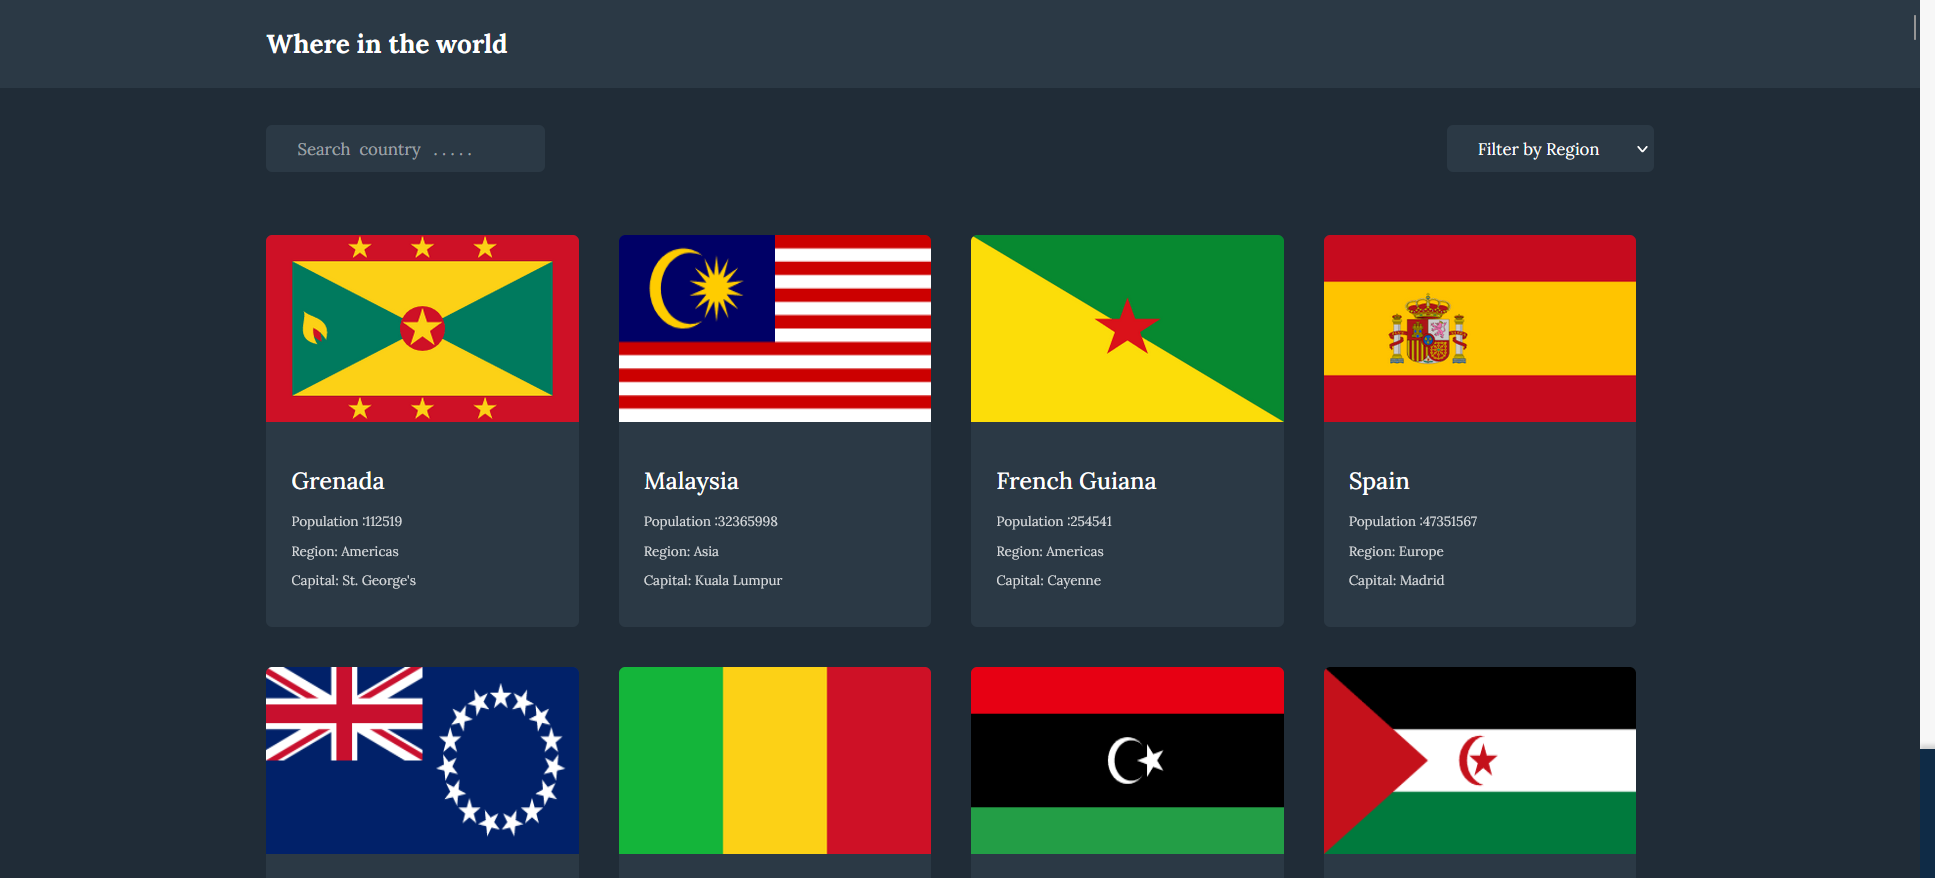 Where in the world
Search country .....
Filter by Region
Grenada
Population :112519
Region: Americas
Capital: St. George's
Malaysia
Population :32365998
Region: Asia
Capital: Kuala Lumpur
French Guiana
Population :254541
Region: Americas
Capital: Cayenne
Spain
Population :47351567
Region: Europe
Capital: Madrid